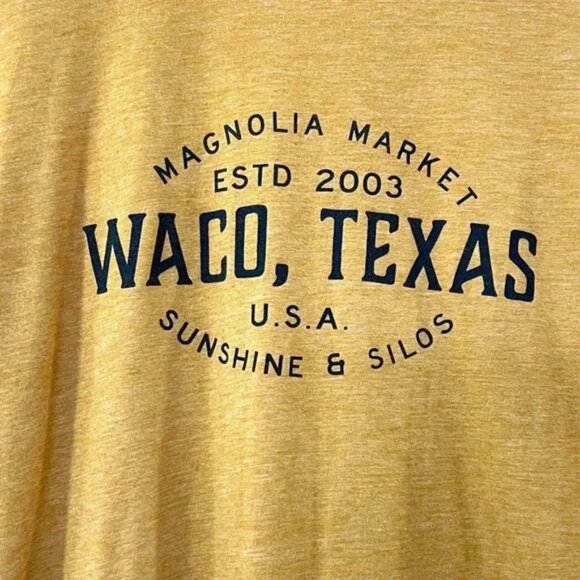 MAGNOLIA MARKET
ESTD 2003
WACO, TEXAS
U.S.A.
SUNSHINE & SILOS